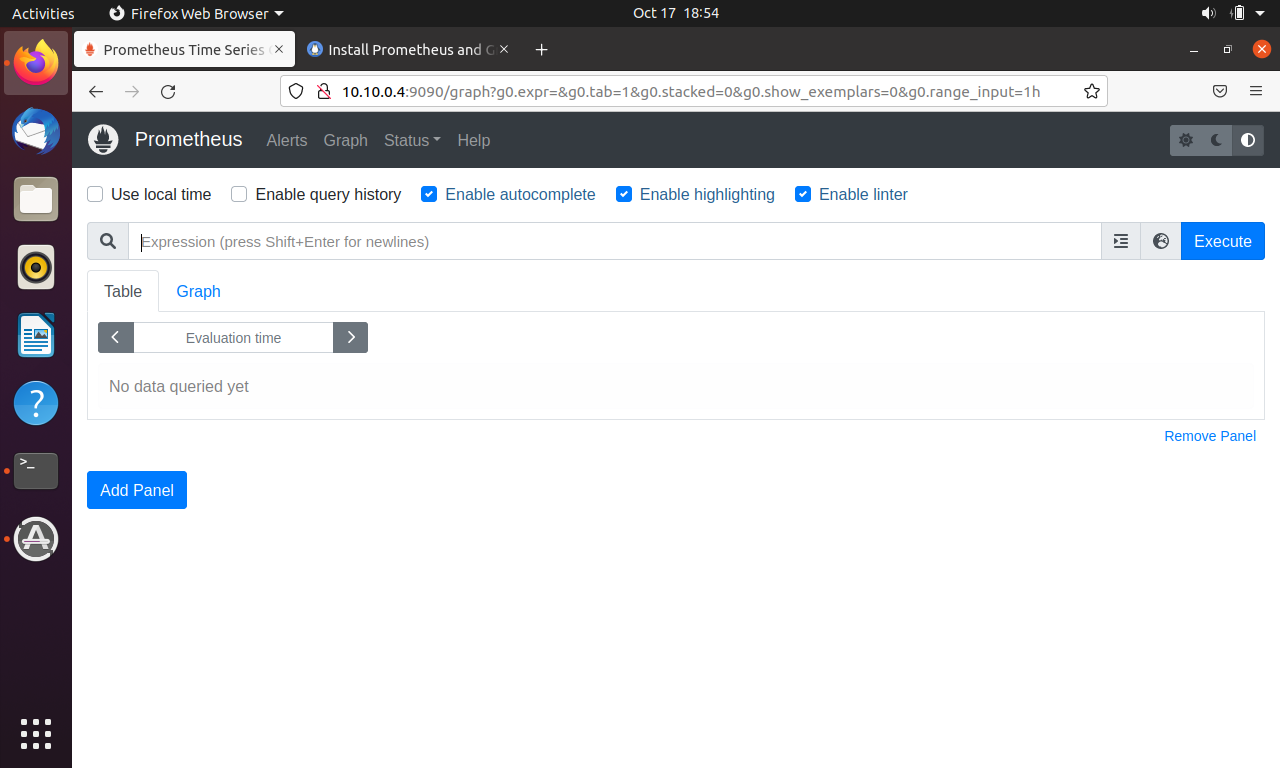 Activities
Firefox Web Browser
Oct 17 18:54
Prometheus Time Series
Install Prometheus and G
10.10.0.4:9090/graph?g0.expr=&g0.tab=1&g0.stacked=0&g0.show_exemplars=0&g0.range_input=1h
Prometheus Alerts Graph Status Help
Use local time Enable query history Enable autocomplete Enable highlighting Enable linter
Expression (press Shift+Enter for newlines) Execute
Table Graph
Evaluation time
No data queried yet
Remove Panel
Add Panel